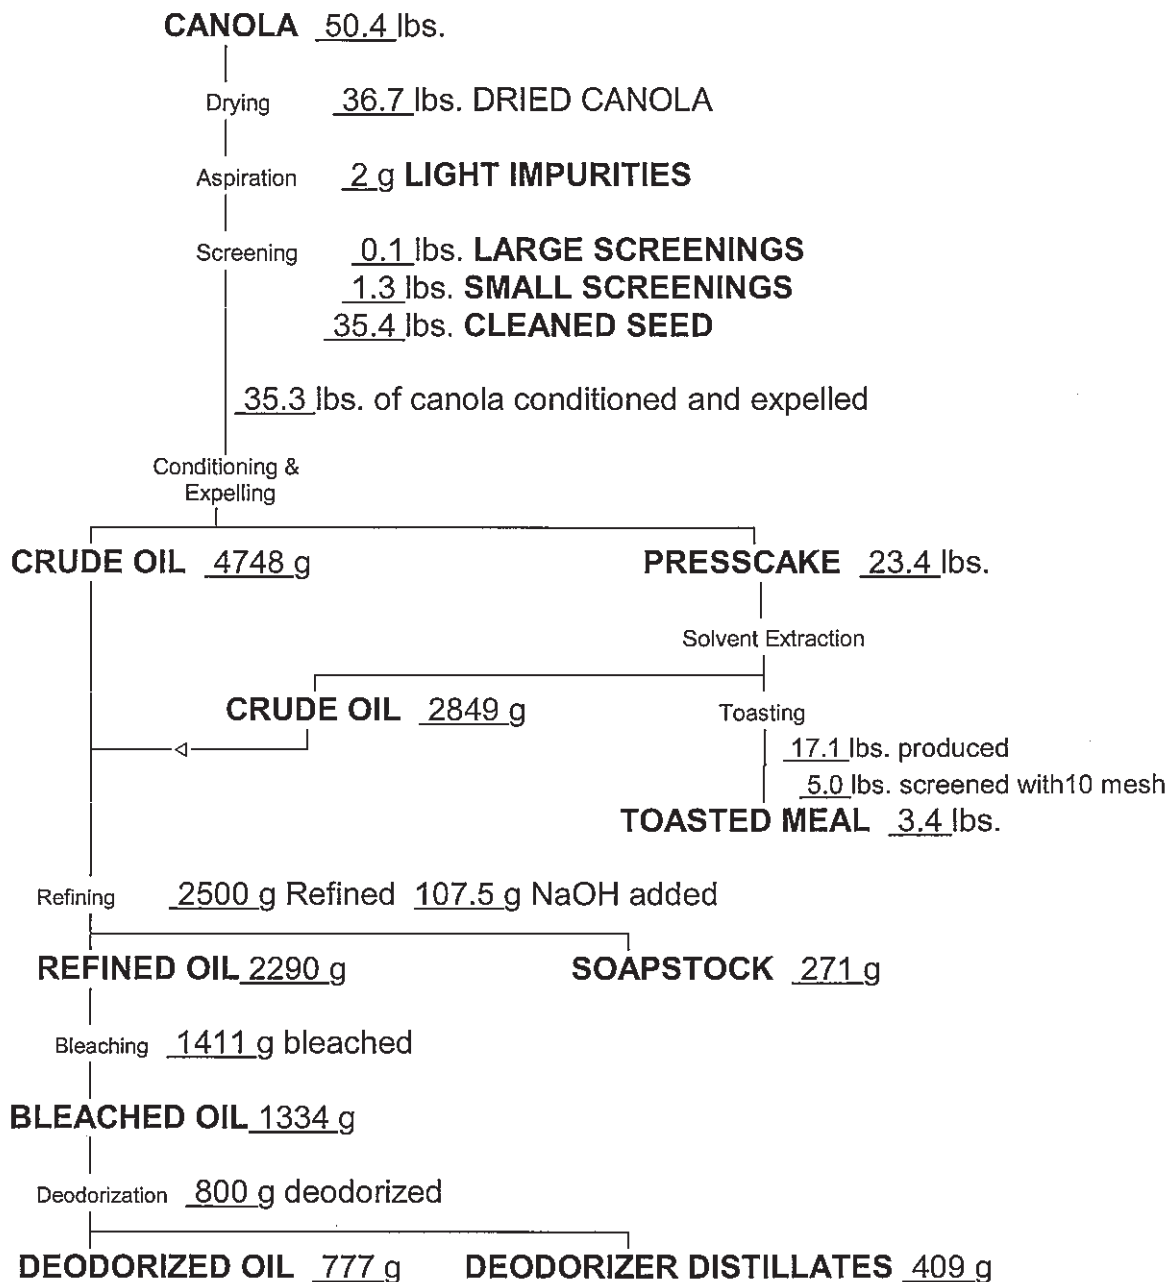 CANOLA 50.4 lbs.
Drying 36.7 lbs. DRIED CANOLA
Aspiration 2 g LIGHT IMPURITIES
Screening 0.1 lbs. LARGE SCREENINGS
1.3 lbs. SMALL SCREENINGS
35.4 lbs. CLEANED SEED
35.3 lbs. of canola conditioned and expelled
Conditioning &
Expelling
CRUDE OIL 4748 g PRESSCAKE 23.4 lbs.
Solvent Extraction
CRUDE OIL 2849 g Toasting
17.1 lbs. produced
5.0 lbs. screened with10 mesh
TOASTED MEAL 3.4 lbs.
Refining 2500 g Refined 107.5 g NaOH added
REFINED OIL 2290 g SOAPSTOCK 271 g
Bleaching 1411 g bleached
BLEACHED OIL 1334 g
Deodorization 800 g deodorized
DEODORIZED OIL 777 g DEODORIZER DISTILLATES 409 g